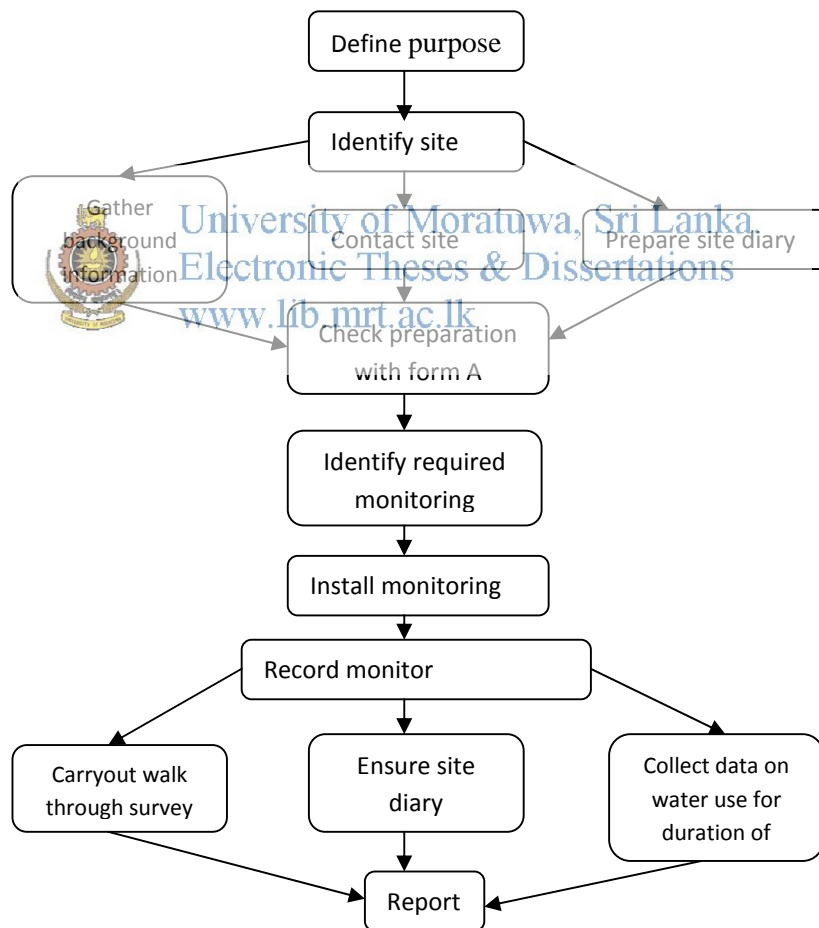 Define purpose
Identify site
Gather
background
information
Contact site
Prepare site diary
University of Moratuwa, Sri Lanka.
Electronic Theses & Dissertations
www.lib.mrt.ac.lk
Check preparation
with form A
Identify required
monitoring
Install monitoring
Record monitor
Carryout walk
through survey
Ensure site
diary
Collect data on
water use for
duration of
Report